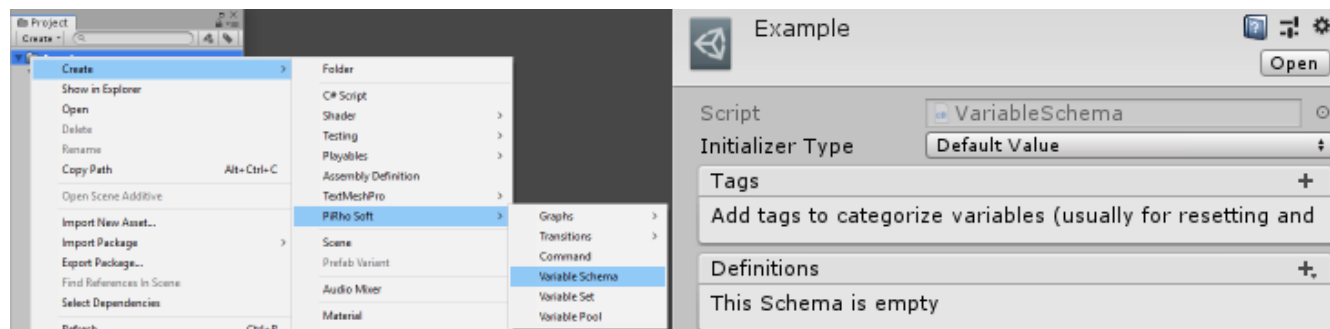 Project
Create
Create
Show in Explorer
Open
Delete
Rename
Copy Path Alt+Ctrl+C
Open Scene Additive
Import New Asset...
Import Package
Export Package...
Find References In Scene
Select Dependencies
Refresh Ctrl+R
Folder
C# Script
Shader
Testing
Playables
Assembly Definition
TextMeshPro
PiRho Soft
Scene
Prefab Variant
Audio Mixer
Material
Graphs
Transitions
Command
Variable Schema
Variable Set
Variable Pool
Example
Open
Script VariableSchema
Initializer Type Default Value
Tags
Add tags to categorize variables (usually for resetting and
Definitions
This Schema is empty